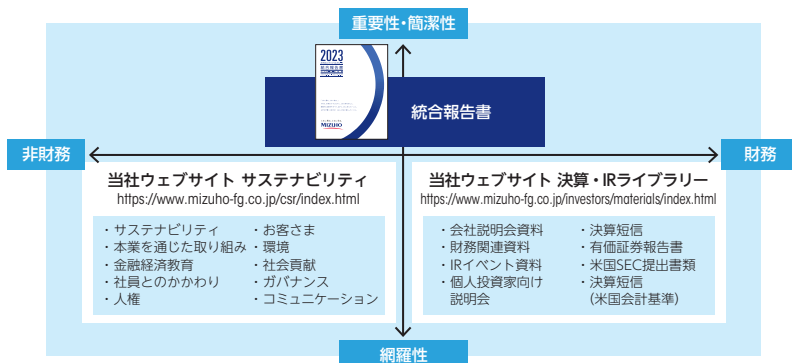 重要性・簡潔性
2023
統合報告書
MIZUHO
統合報告書
非財務
財務
当社ウェブサイト サステナビリティ
https://www.mizuho-fg.co.jp/csr/index.html
・サステナビリティ
・本業を通じた取り組み
・金融経済教育
・社員とのかかわり
・人権
・お客さま
・環境
・社会貢献
・ガバナンス
・コミュニケーション
当社ウェブサイト 決算・IRライブラリー
https://www.mizuho-fg.co.jp/investors/materials/index.html
・会社説明会資料
・財務関連資料
・IRイベント資料
・個人投資家向け
説明会
・決算短信
・有価証券報告書
・米国SEC提出書類
・決算短信
(米国会計基準)
網羅性